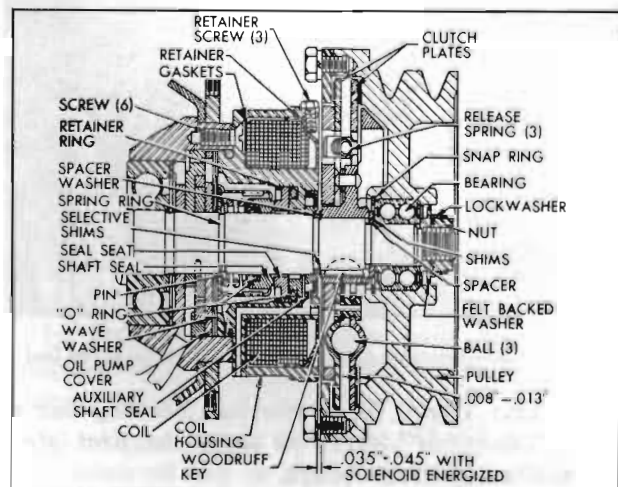 RETAINER
SCREW (3)
RETAINER
GASKETS
SCREW (6)
RETAINER
RING
SPACER
WASHER
SPRING RING
SELECTIVE
SHIMS
SEAL SEAT
SHAFT SEAL
PIN
"O" RING
WAVE
WASHER
OIL PUMP
COVER
AUXILIARY
SHAFT SEAL
COIL
COIL
HOUSING
WOODRUFF
KEY
CLUTCH
PLATES
RELEASE
SPRING (3)
SNAP RING
BEARING
LOCKWASHER
NUT
SHIMS
SPACER
FELT BACKED
WASHER
BALL (3)
PULLEY
.008"–.013"
.035"-.045" WITH
SOLENOID ENERGIZED